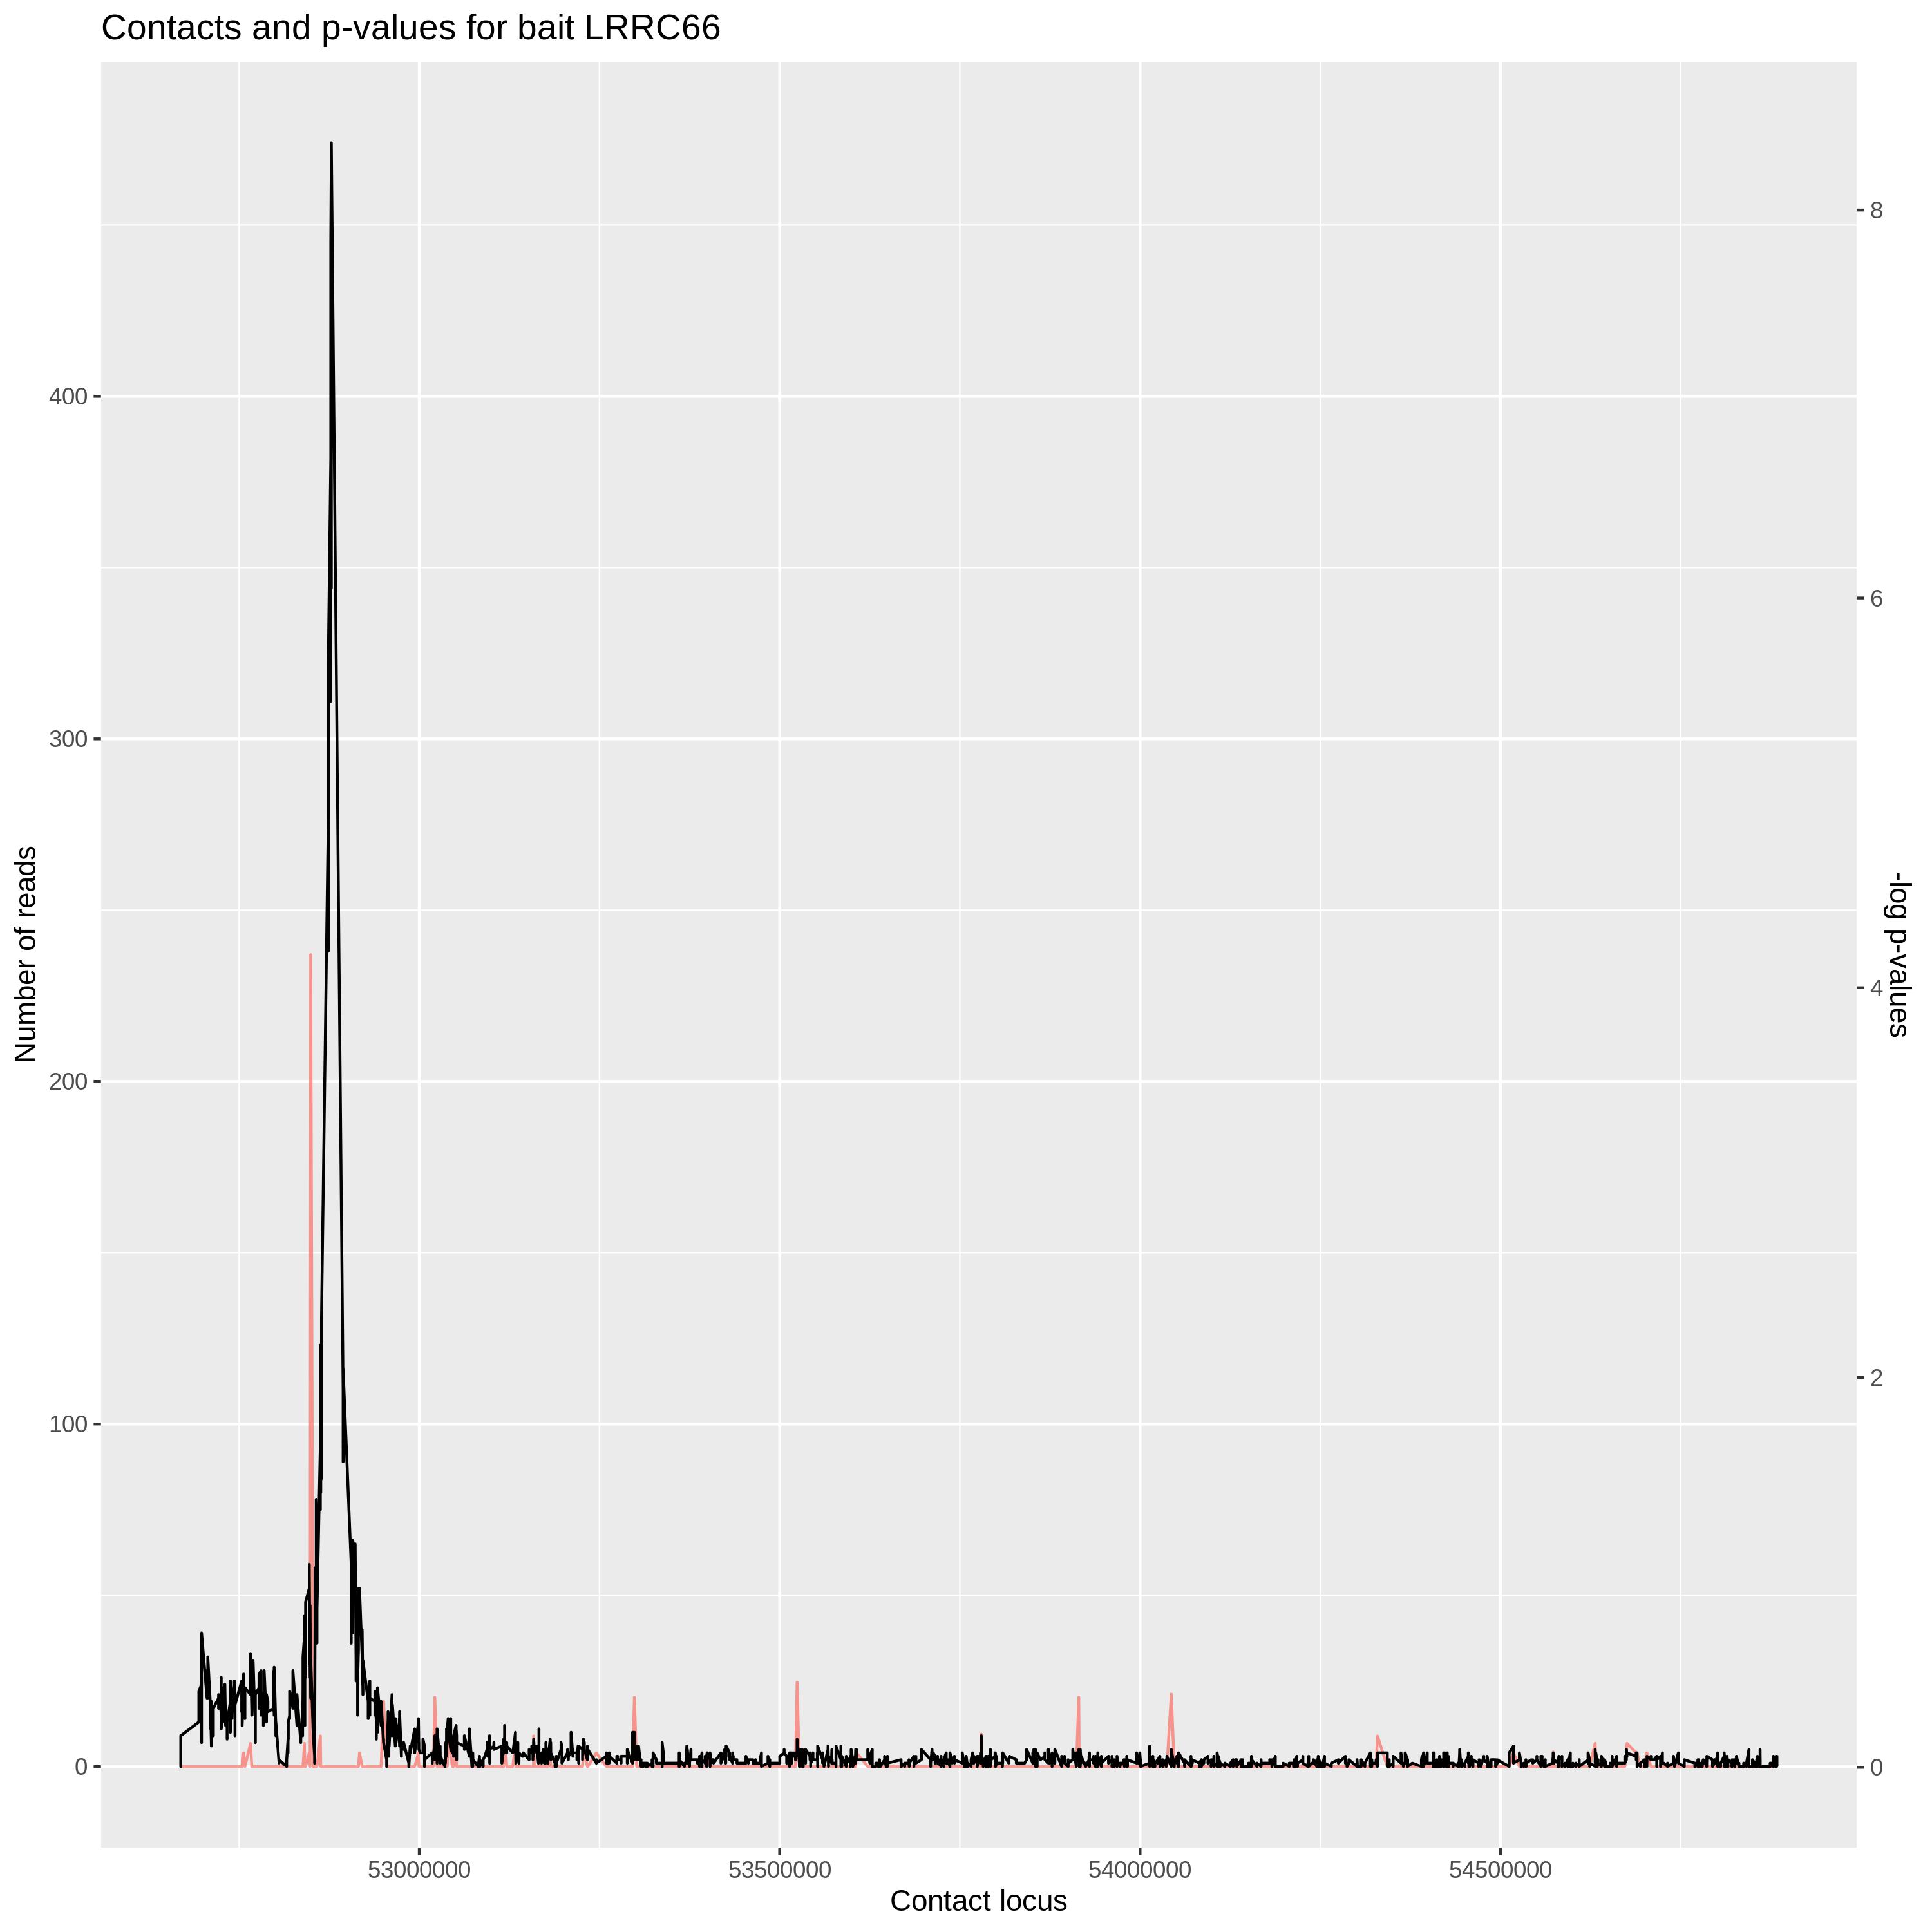 Contacts and p-values for bait LRRC66
Number of reads
400
300
200
100
0
8
6
4
2
0
-log p-values
53000000 53500000 54000000 54500000
Contact locus